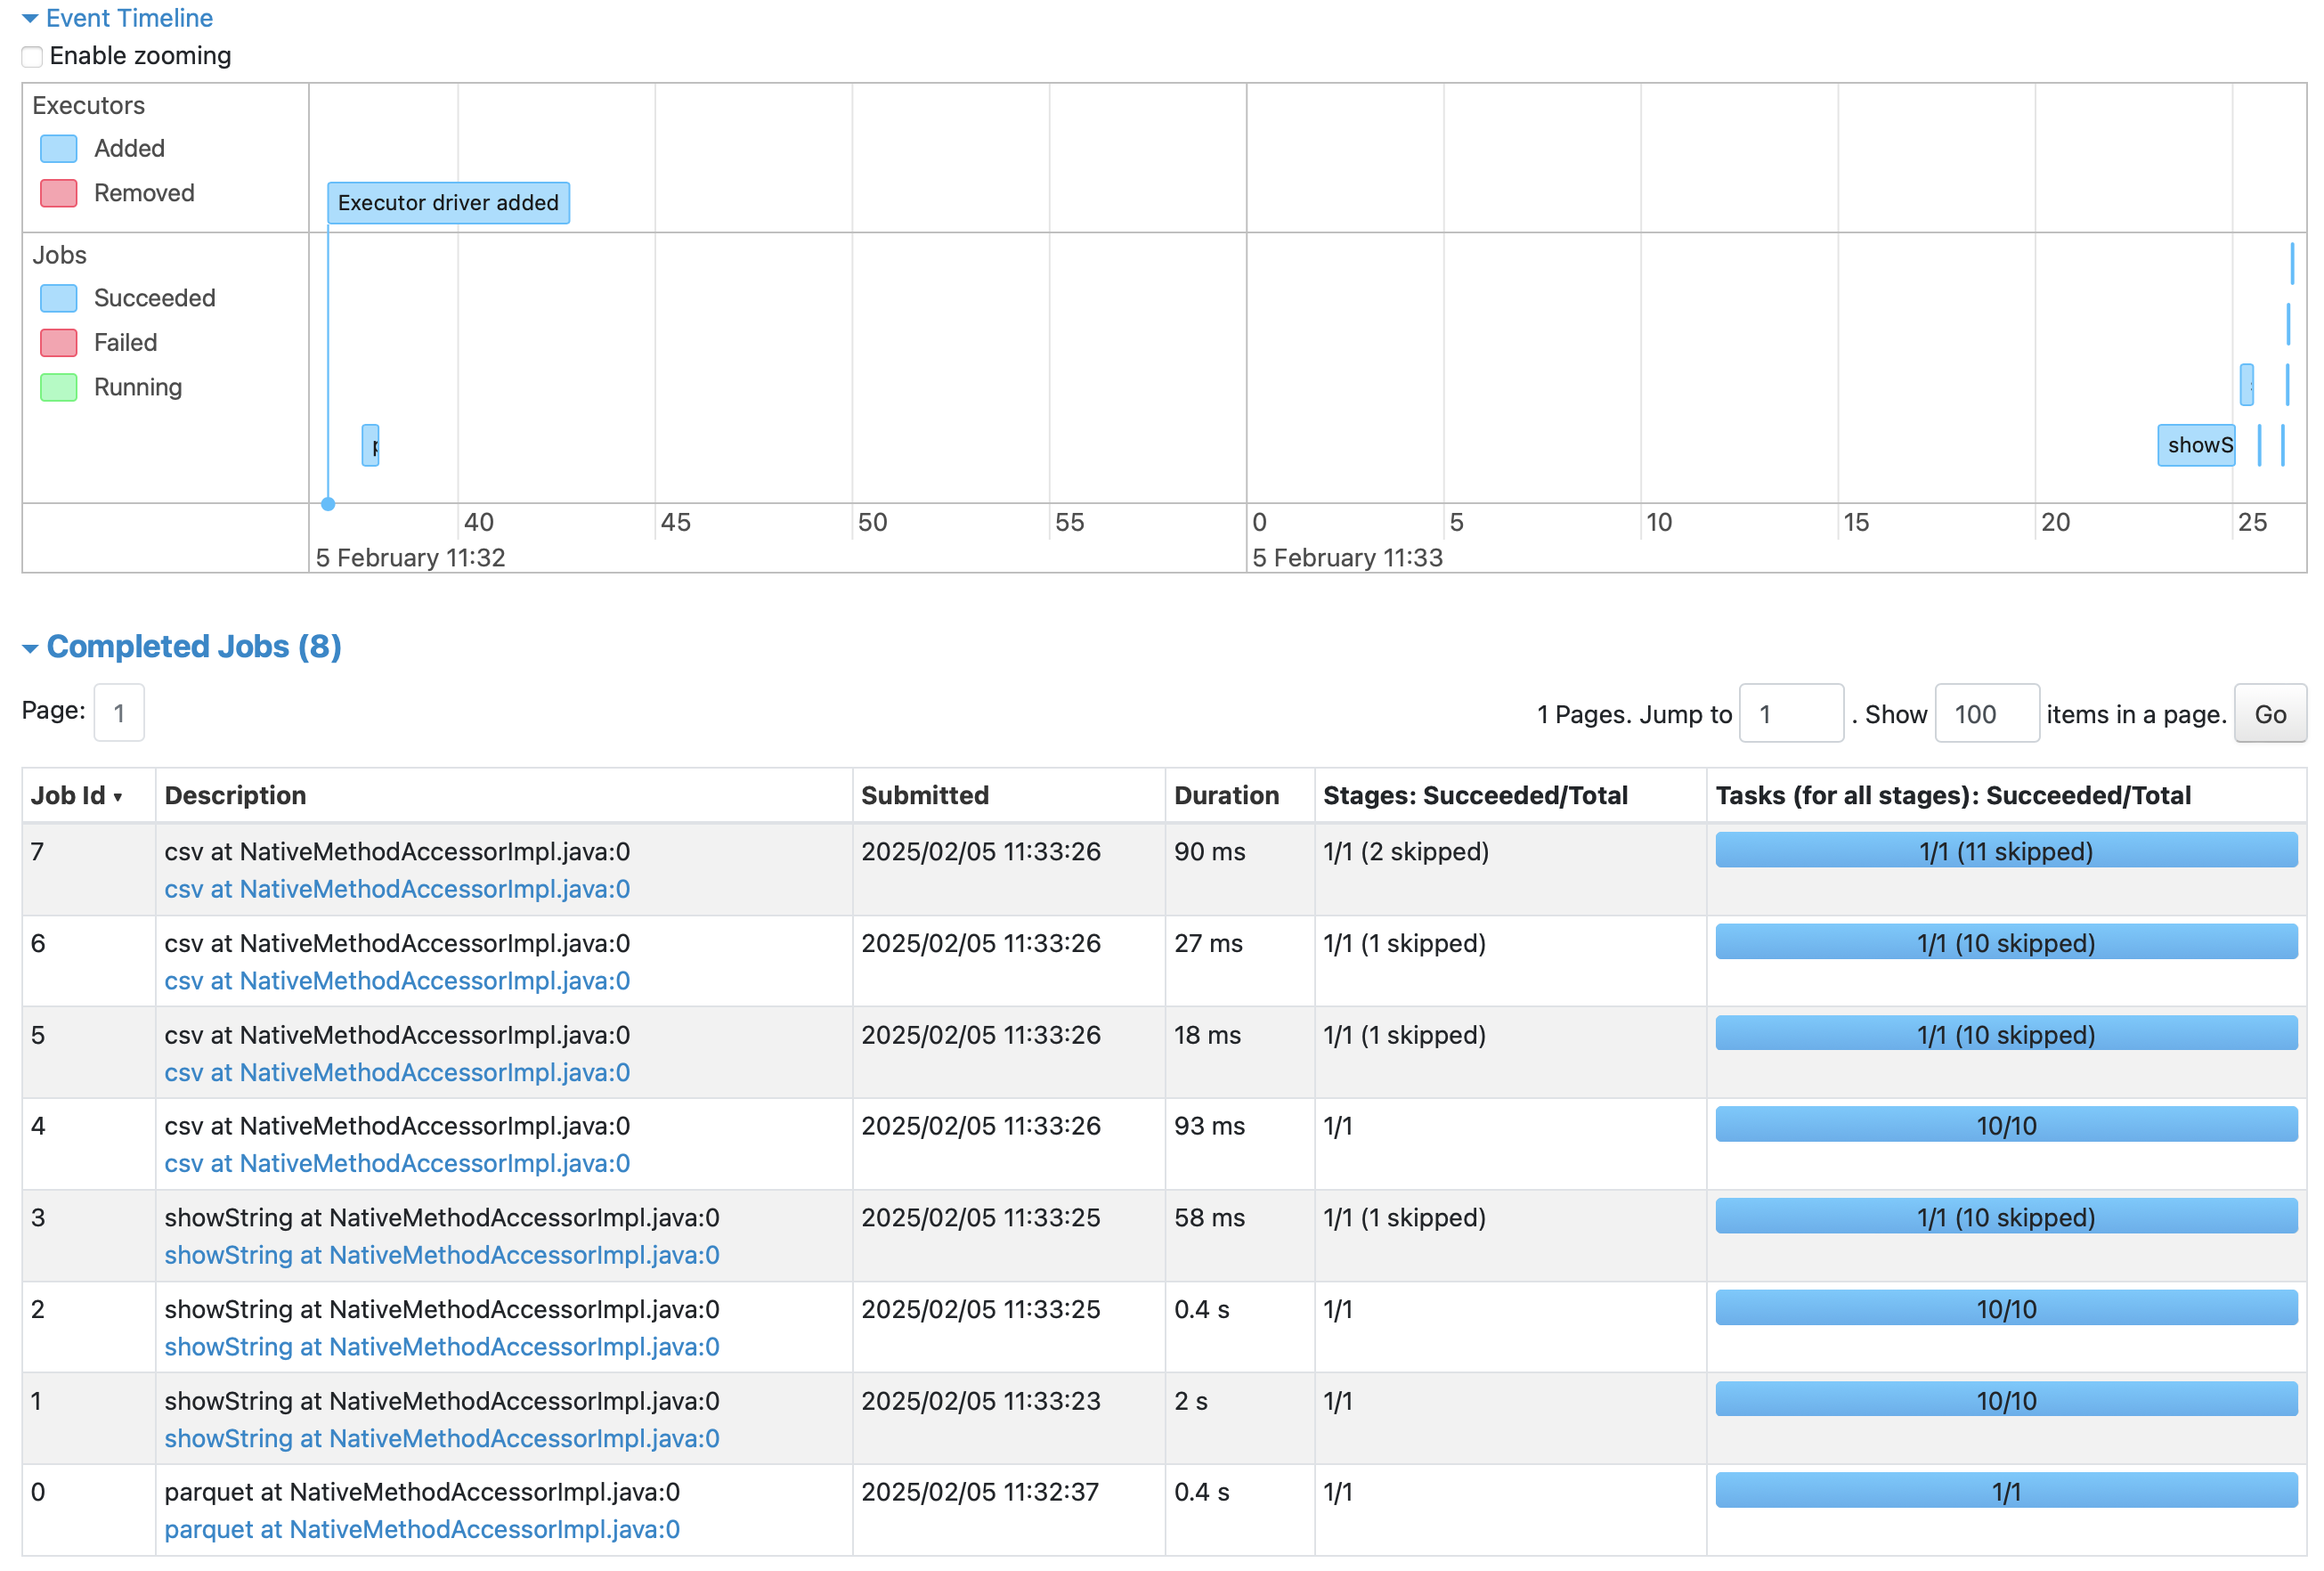 Event Timeline
Enable zooming
Executors
Added
Removed
Executor driver added
Jobs
Succeeded
Failed
Running
showS
40 45 50 55 0 5 10 15 20 25
5 February 11:32 5 February 11:33
Completed Jobs (8)
Page: 1 1 Pages. Jump to 1 . Show 100 items in a page. Go
Job Id ▾ Description Submitted Duration Stages: Succeeded/Total Tasks (for all stages): Succeeded/Total
7 csv at NativeMethodAccessorImpl.java:0 2025/02/05 11:33:26 90 ms 1/1 (2 skipped) 1/1 (11 skipped)
csv at NativeMethodAccessorImpl.java:0
6 csv at NativeMethodAccessorImpl.java:0 2025/02/05 11:33:26 27 ms 1/1 (1 skipped) 1/1 (10 skipped)
csv at NativeMethodAccessorImpl.java:0
5 csv at NativeMethodAccessorImpl.java:0 2025/02/05 11:33:26 18 ms 1/1 (1 skipped) 1/1 (10 skipped)
csv at NativeMethodAccessorImpl.java:0
4 csv at NativeMethodAccessorImpl.java:0 2025/02/05 11:33:26 93 ms 1/1 10/10
csv at NativeMethodAccessorImpl.java:0
3 showString at NativeMethodAccessorImpl.java:0 2025/02/05 11:33:25 58 ms 1/1 (1 skipped) 1/1 (10 skipped)
showString at NativeMethodAccessorImpl.java:0
2 showString at NativeMethodAccessorImpl.java:0 2025/02/05 11:33:25 0.4 s 1/1 10/10
showString at NativeMethodAccessorImpl.java:0
1 showString at NativeMethodAccessorImpl.java:0 2025/02/05 11:33:23 2 s 1/1 10/10
showString at NativeMethodAccessorImpl.java:0
0 parquet at NativeMethodAccessorImpl.java:0 2025/02/05 11:32:37 0.4 s 1/1 1/1
parquet at NativeMethodAccessorImpl.java:0